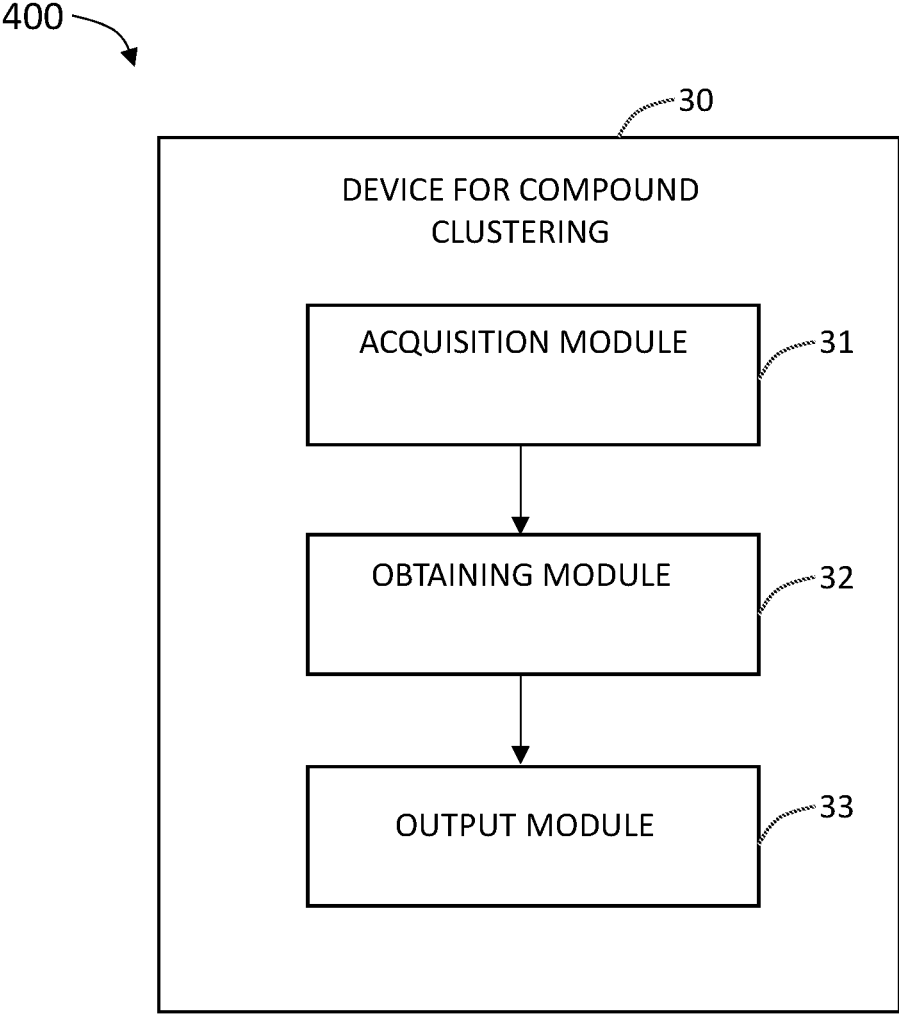 400
30
DEVICE FOR COMPOUND
CLUSTERING
ACQUISITION MODULE
31
OBTAINING MODULE
32
OUTPUT MODULE
33